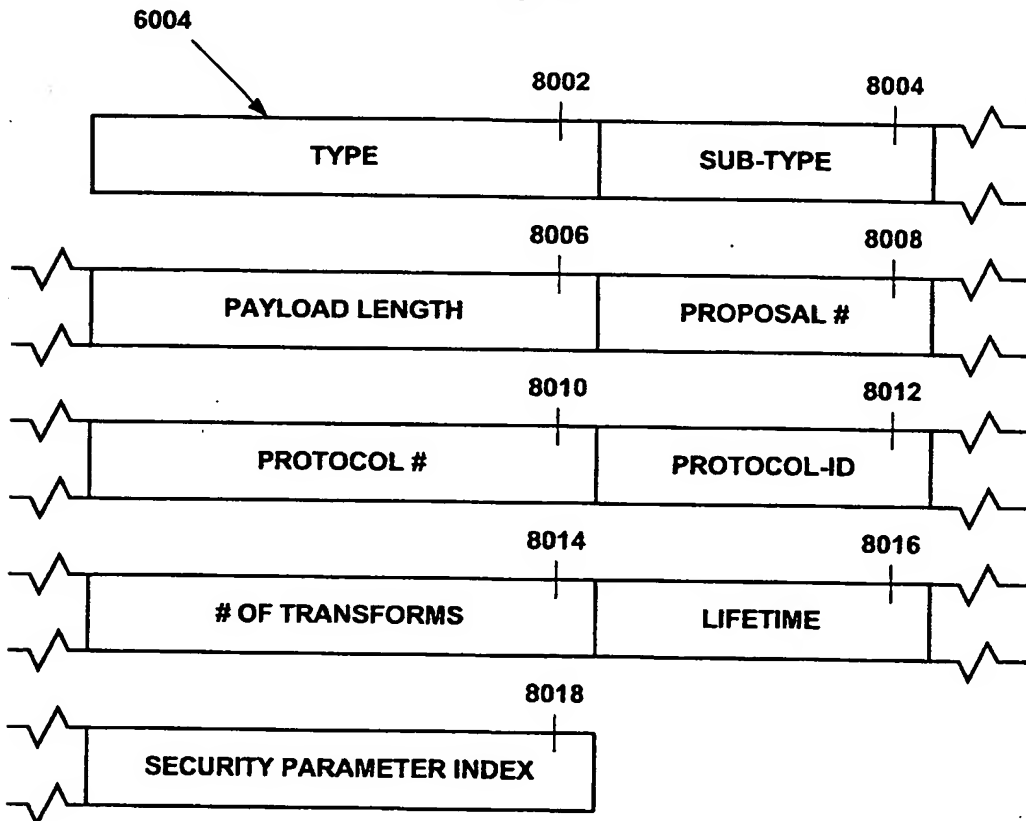 6004
8002 8004
TYPE SUB-TYPE
8006 8008
PAYLOAD LENGTH PROPOSAL #
8010 8012
PROTOCOL # PROTOCOL-ID
8014 8016
# OF TRANSFORMS LIFETIME
8018
SECURITY PARAMETER INDEX